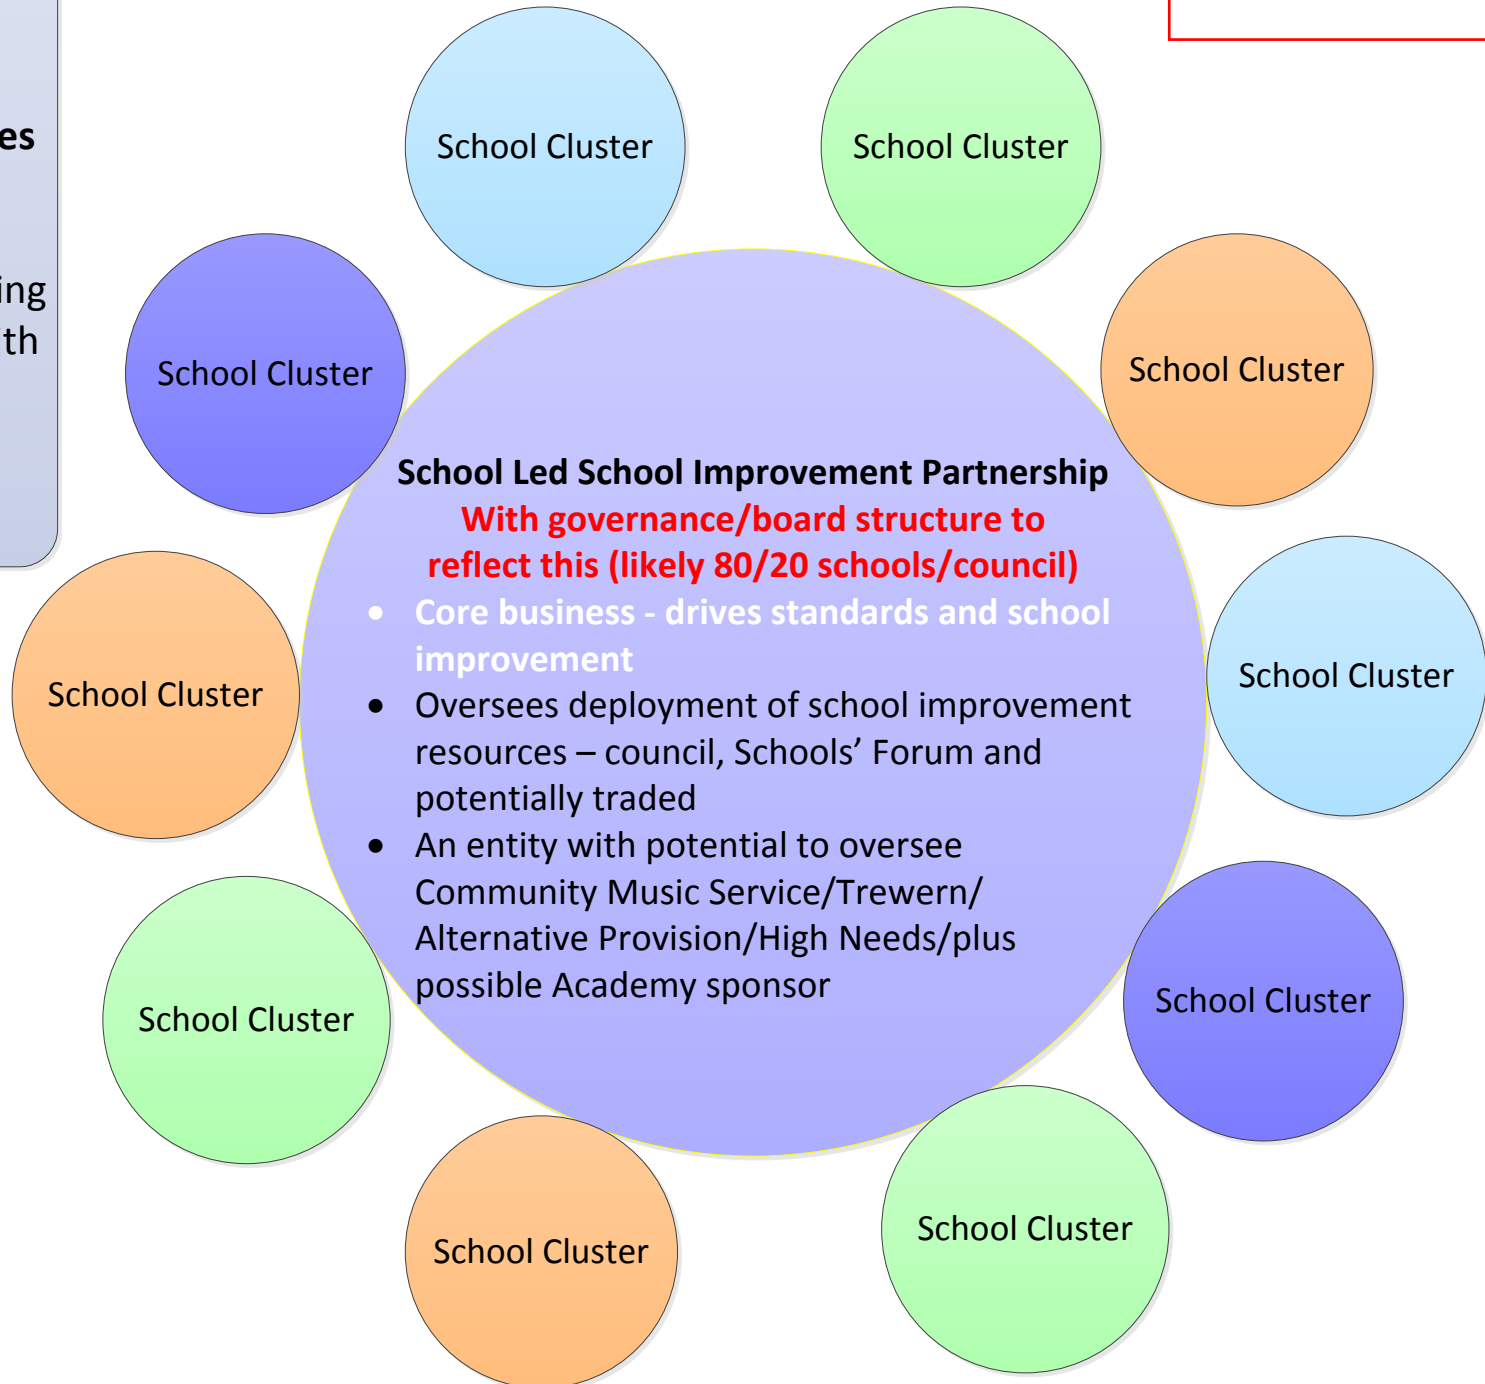 es
ing
ith
School Cluster
School Cluster
School Cluster
School Cluster
School Cluster
School Cluster
School Cluster
School Led School Improvement Partnership
With governance/board structure to
reflect this (likely 80/20 schools/council)
• Core business - drives standards and school
improvement
• Oversees deployment of school improvement
resources – council, Schools’ Forum and
potentially traded
• An entity with potential to oversee
Community Music Service/Trewern/
Alternative Provision/High Needs/plus
possible Academy sponsor
School Cluster
School Cluster
School Cluster
School Cluster